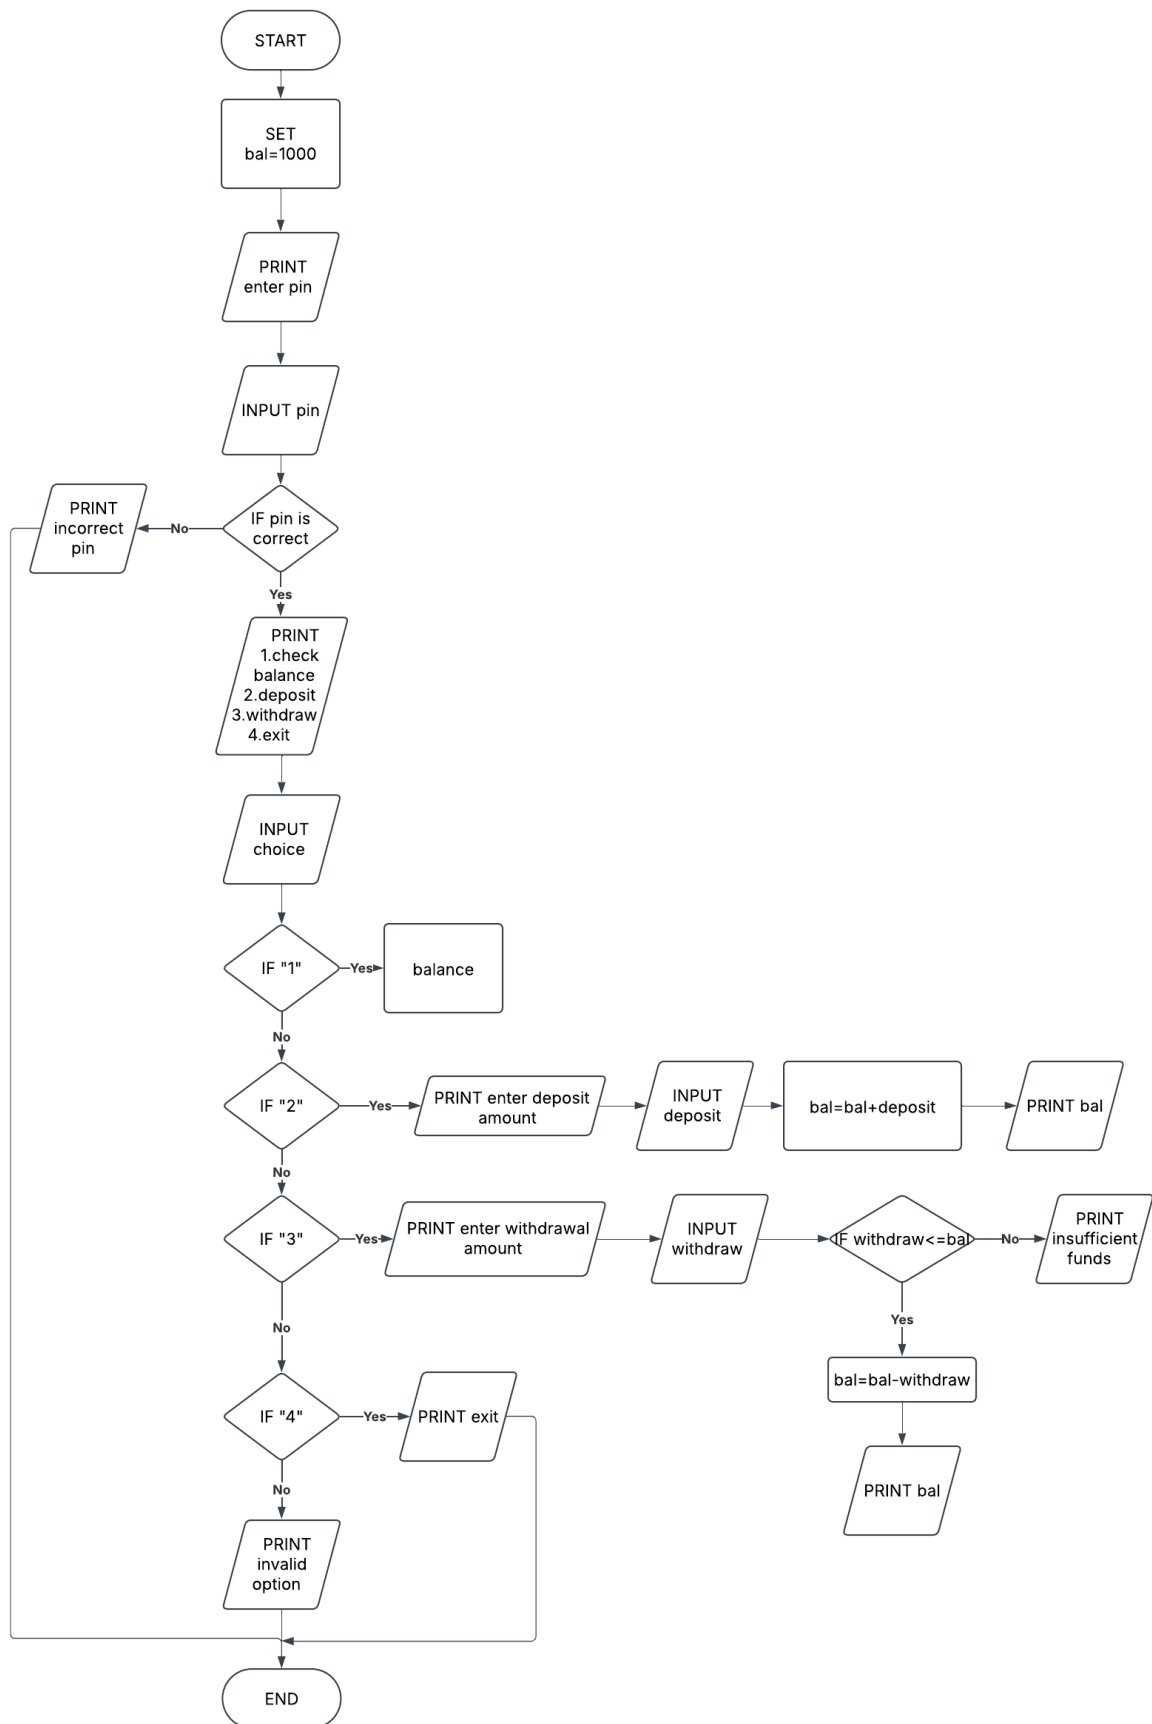 START
SET
bal=1000
PRINT
enter pin
INPUT pin
IF pin is
correct
No
PRINT
incorrect
pin
Yes
PRINT
1.check
balance
2.deposit
3.withdraw
4.exit
INPUT
choice
IF "1"
Yes
balance
No
IF "2"
Yes
PRINT enter deposit
amount
INPUT
deposit
bal=bal+deposit
PRINT bal
No
IF "3"
Yes
PRINT enter withdrawal
amount
INPUT
withdraw
IF withdraw<=bal
No
PRINT
insufficient
funds
Yes
bal=bal-withdraw
PRINT bal
No
IF "4"
Yes
PRINT exit
No
PRINT
invalid
option
END